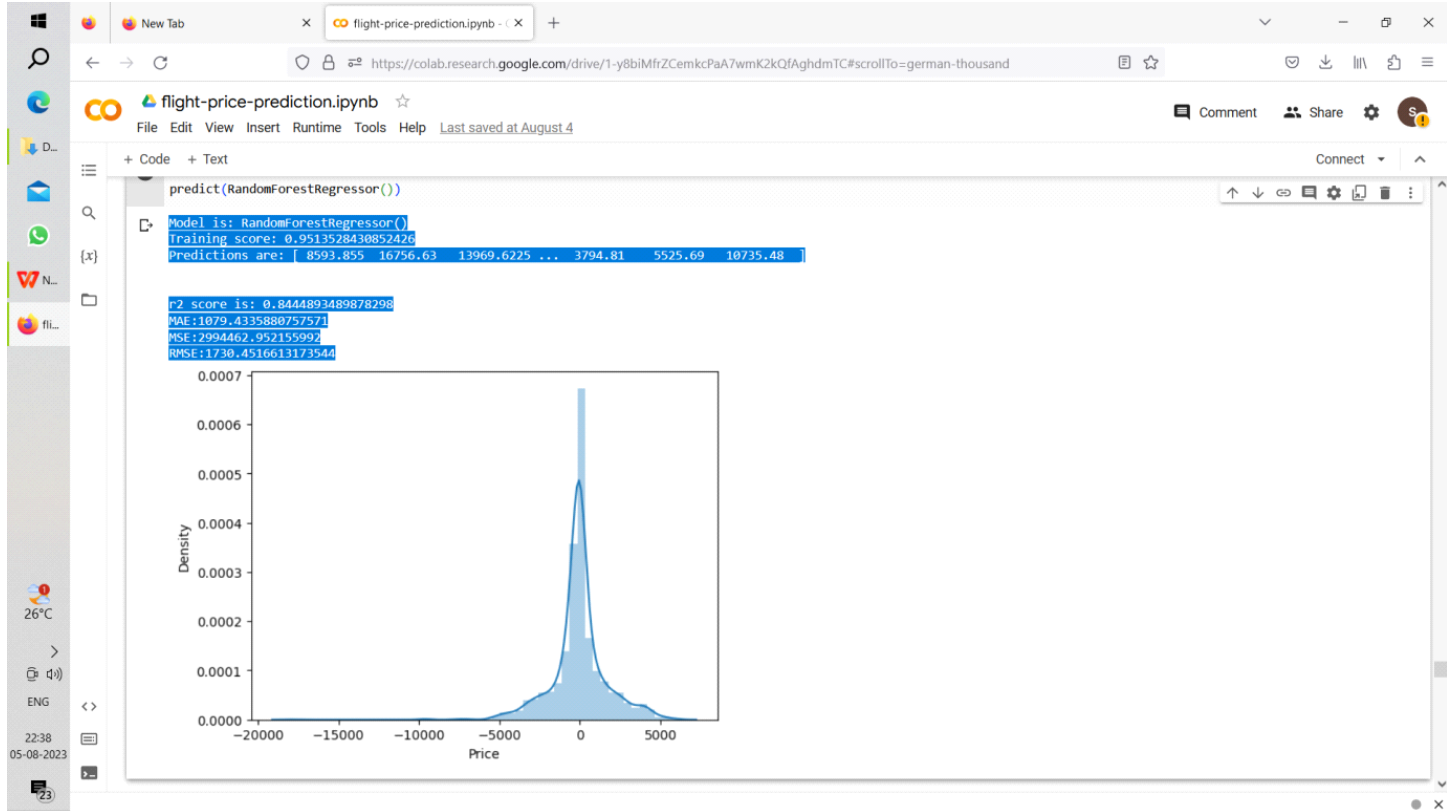 New Tab
flight-price-prediction.ipynb - (
https://colab.research.google.com/drive/1-y8biMfrZCemkcPaA7wmK2kQfAghdmTC#scrollTo=german-thousand
flight-price-prediction.ipynb
Comment
Share
S
File Edit View Insert Runtime Tools Help Last saved at August 4
D...
+ Code + Text
Connect
predict(RandomForestRegressor())
Model is: RandomForestRegressor()
Training score: 0.9513528430852426
Predictions are: [ 8593.855 16756.63 13969.6225 ... 3794.81 5525.69 10735.48 ]
{x}
N...
r2 score is: 0.8444893489878298
fli...
MAE:1079.4335880757571
MSE:2994462.952155992
RMSE:1730.4516613173544
0.0007
0.0006
0.0005
0.0004
0.0003
0.0002
0.0001
0.0000
Density
−20000 −15000 −10000 −5000 0 5000
Price
1
26°C
ENG
22:38
05-08-2023
23